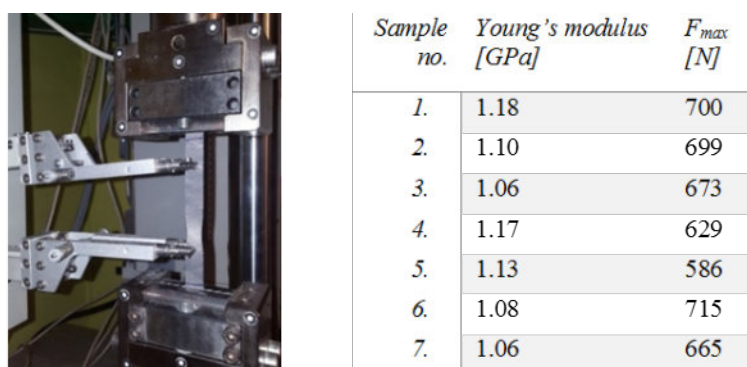 Sample Young's modulus Fmax
no. [GPa] [N]
1. 1.18 700
2. 1.10 699
3. 1.06 673
4. 1.17 629
5. 1.13 586
6. 1.08 715
7. 1.06 665